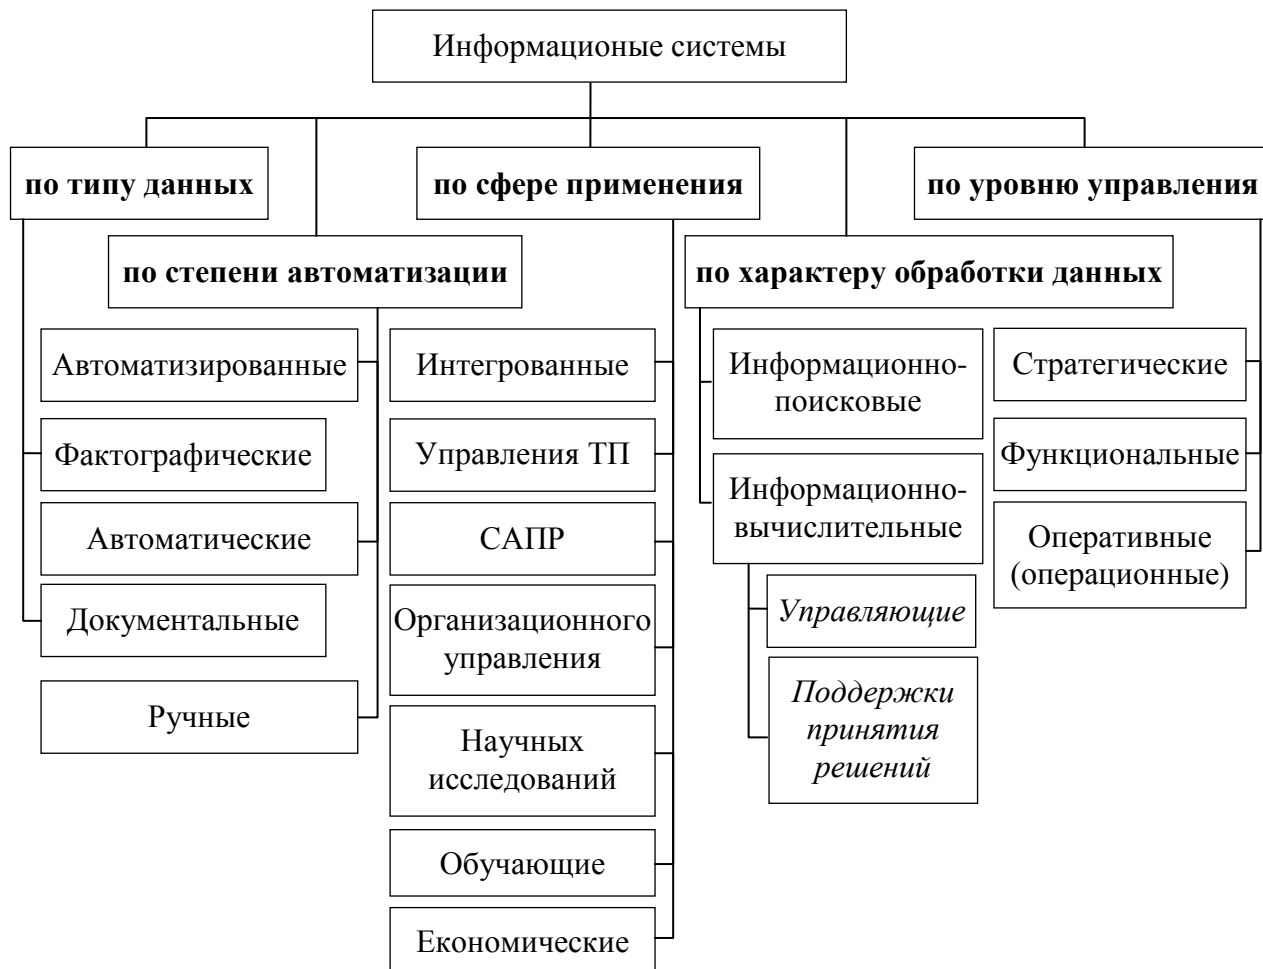 Информационые системы
по типу данных
по сфере применения
по уровню управления
по степени автоматизации
по характеру обработки данных
Автоматизированные
Фактографические
Автоматические
Документальные
Ручные
Интегрованные
Управления ТП
САПР
Организационного
управления
Научных
исследований
Обучающие
Економические
Информационно-
поисковые
Информационно-
вычислительные
Управляющие
Поддержки
принятия
решений
Стратегические
Функциональные
Оперативные
(операционные)